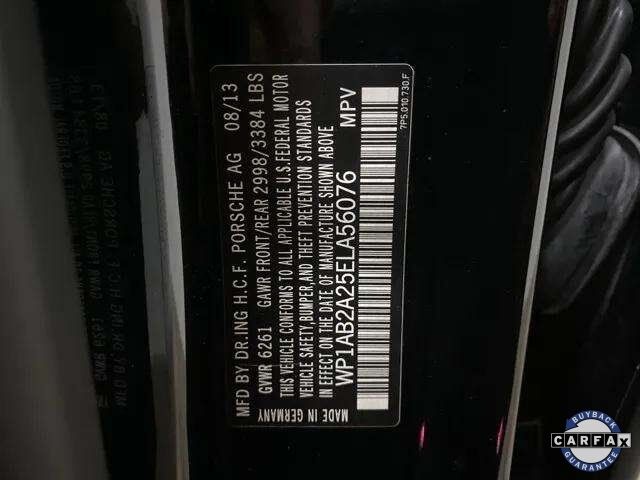 MFD BY DR.ING H.C.F. PORSCHE AG 08/13
GVWR 6261 GAWR FRONT/REAR 2998/3384 LBS
THIS VEHICLE CONFORMS TO ALL APPLICABLE U.S.FEDERAL MOTOR
VEHICLE SAFETY,BUMPER,AND THEFT PREVENTION STANDARDS
IN EFFECT ON THE DATE OF MANUFACTURE SHOWN ABOVE
WP1AB2A25ELA56076 MPV
MADE IN GERMANY
7P5.010.730.F
BUYBACK
CARFAX
GUARANTEE